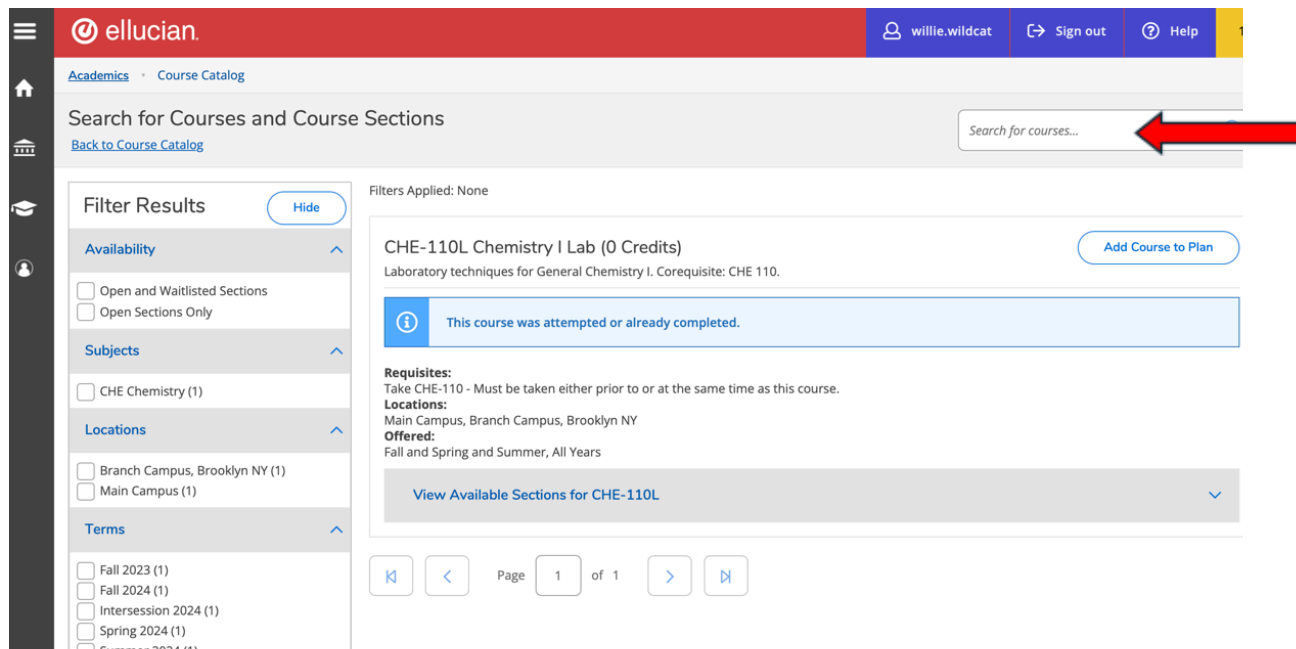 ellucian.
willie.wildcat
Sign out
Help
Academics · Course Catalog
Search for Courses and Course Sections
Back to Course Catalog
Search for courses...
Filter Results
Hide
Availability
Open and Waitlisted Sections
Open Sections Only
Subjects
CHE Chemistry (1)
Locations
Branch Campus, Brooklyn NY (1)
Main Campus (1)
Terms
Fall 2023 (1)
Fall 2024 (1)
Intersession 2024 (1)
Spring 2024 (1)
Filters Applied: None
CHE-110L Chemistry I Lab (0 Credits)
Add Course to Plan
Laboratory techniques for General Chemistry I. Corequisite: CHE 110.
This course was attempted or already completed.
Requisites:
Take CHE-110 - Must be taken either prior to or at the same time as this course.
Locations:
Main Campus, Branch Campus, Brooklyn NY
Offered:
Fall and Spring and Summer, All Years
View Available Sections for CHE-110L
Page 1 of 1